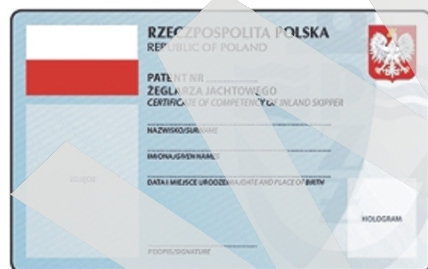 RZECZPOSPOLITA POLSKA
REPUBLIC OF POLAND
PATENT NR ................
ŻEGLARZA JACHTOWEGO
CERTIFICATE OF COMPETENCY OF INLAND SKIPPER
NAZWISKO/SURNAME
IMIONA/GIVEN NAMES
DATA I MIEJSCE URODZENIA/DATE AND PLACE OF BIRTH
ZDJĘCIE
HOLOGRAM
PODPIS/SIGNATURE